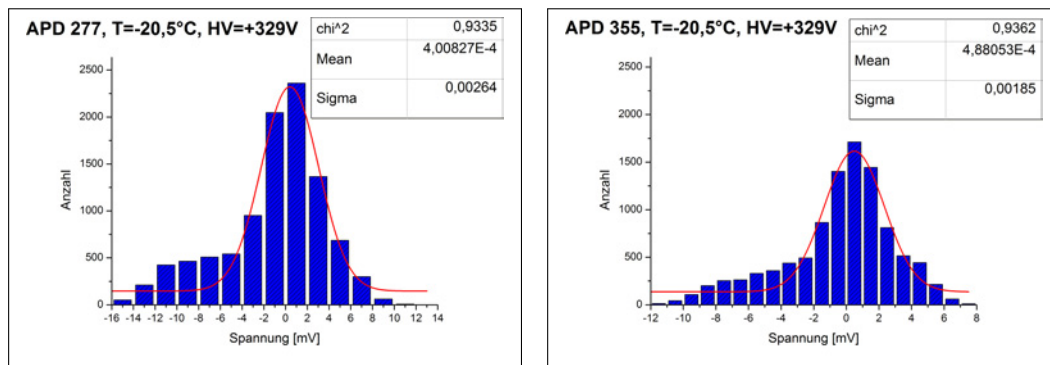 APD 277, T=-20,5°C, HV=+329V
chi^2 0,9335
Mean 4,00827E-4
Sigma 0,00264
2500
2000
1500
1000
500
0
Anzahl
-16 -14 -12 -10 -8 -6 -4 -2 0 2 4 6 8 10 12 14
Spannung [mV]
APD 355, T=-20,5°C, HV=+329V
chi^2 0,9362
Mean 4,88053E-4
Sigma 0,00185
2500
2000
1500
1000
500
0
Anzahl
-12 -10 -8 -6 -4 -2 0 2 4 6 8
Spannung [mV]